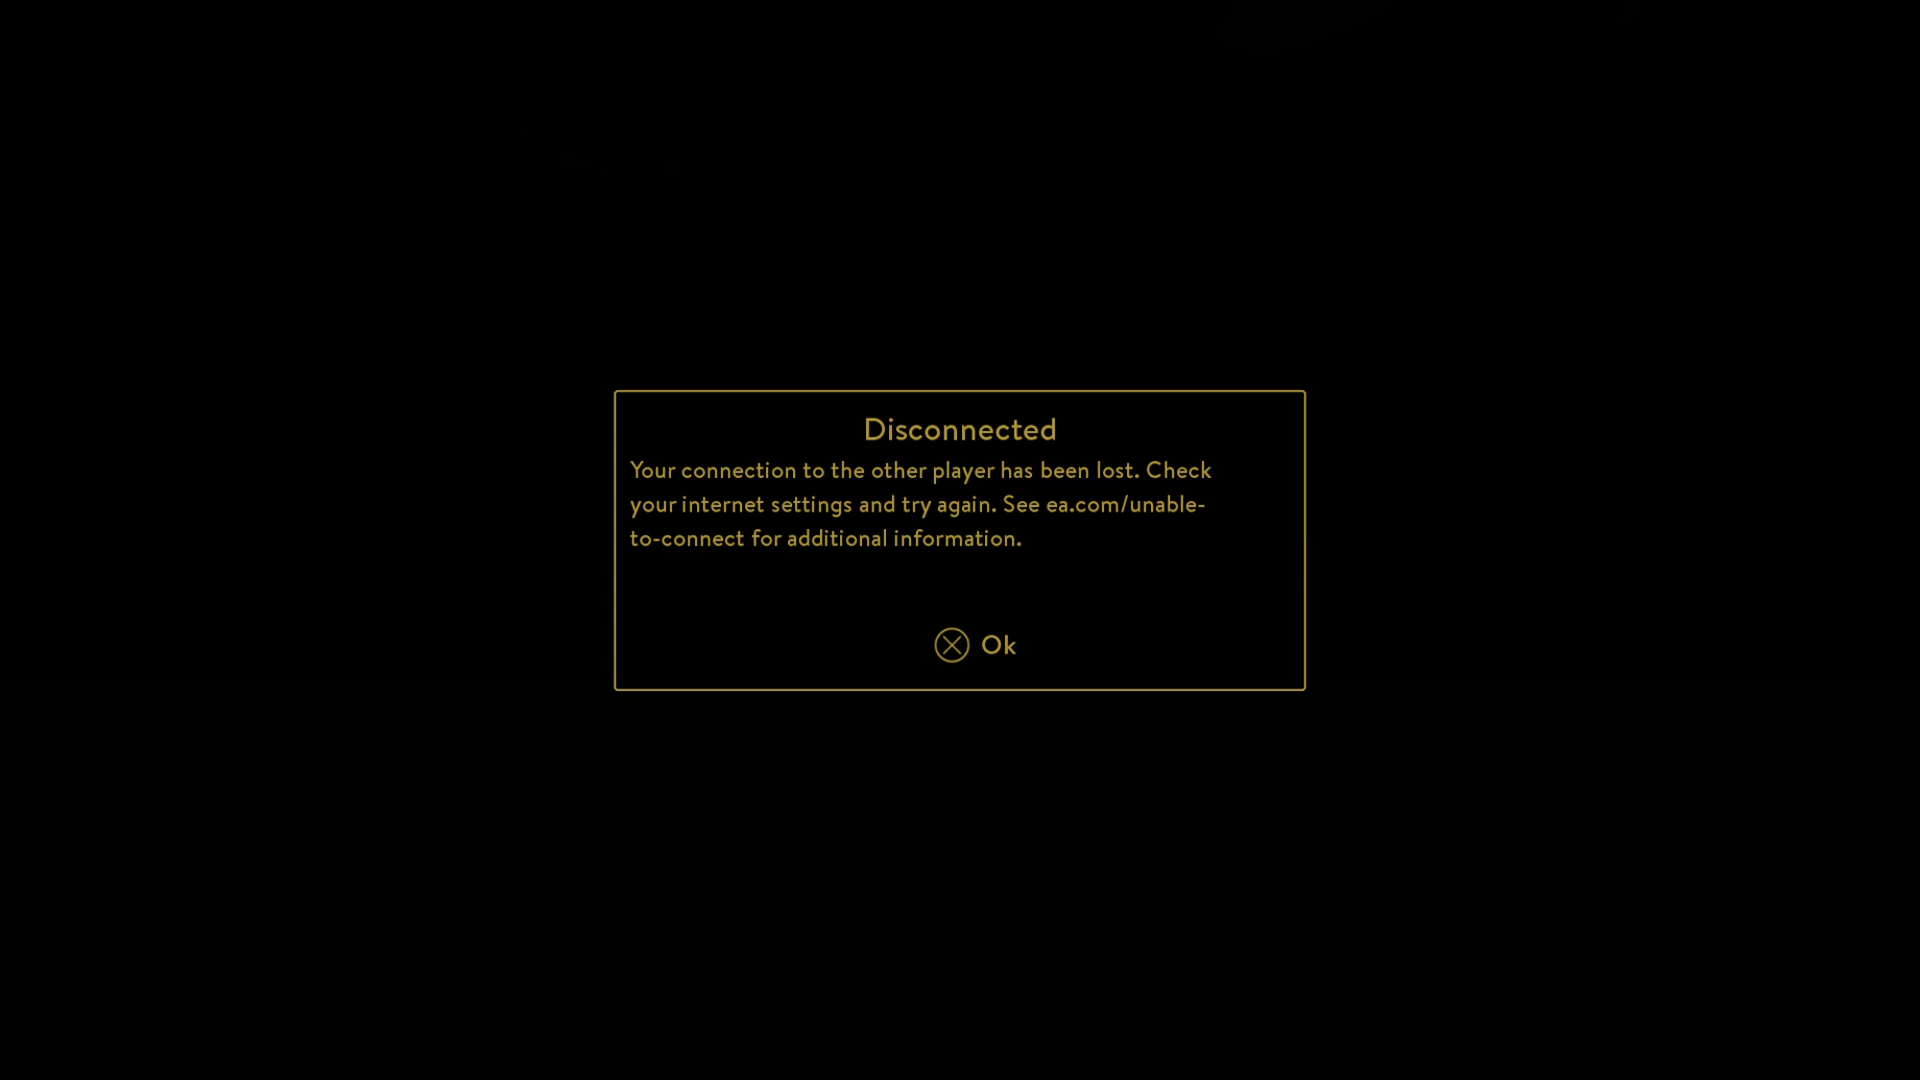 Disconnected
Your connection to the other player has been lost. Check
your internet settings and try again. See ea.com/unable-
to-connect for additional information.
Ok